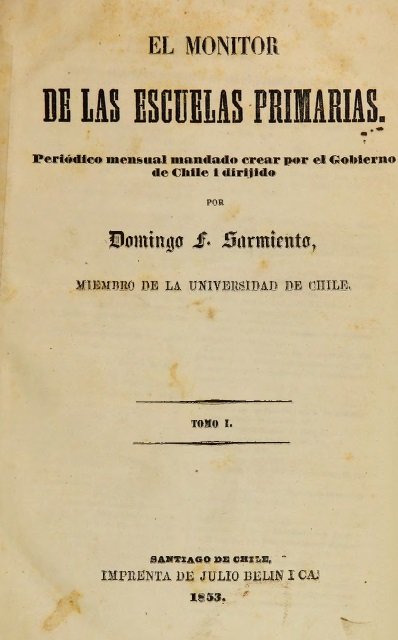 EL MONITOR
DE LAS ESCUELAS PRIMARIAS.
Periódico mensual mandado crear por el Gobierno
de Chile i dirijido
POR
Domingo F. Sarmiento,
MIEMBRO DE LA UNIVERSIDAD DE CHILE.
TOMO I.
SANTIAGO DE CHILE,
IMPRENTA DE JULIO BELIN I CA.
1853.